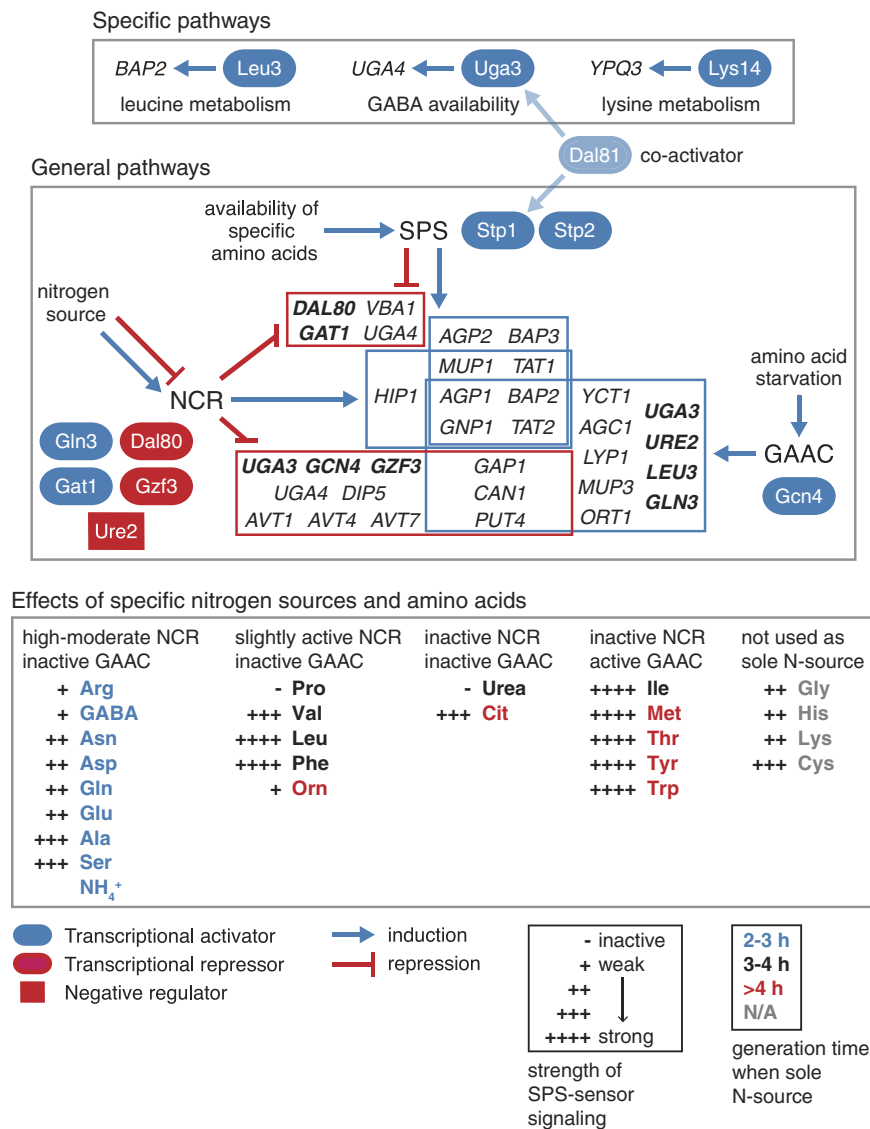 Specific pathways
BAP2 Leu3 UGA4 Uga3 YPQ3 Lys14
leucine metabolism GABA availability lysine metabolism
Dal81 co-activator
General pathways
availability of
specific
amino acids
SPS Stp1 Stp2
nitrogen
source
DAL80 VBA1
GAT1 UGA4
AGP2 BAP3
MUP1 TAT1
NCR
HIP1 AGP1 BAP2
GNP1 TAT2
YCT1
AGC1
LYP1
MUP3
ORT1
UGA3
URE2
LEU3
GLN3
amino acid
starvation
GAAC
Gcn4
Gln3 Dal80
Gat1 Gzf3
Ure2
UGA3 GCN4 GZF3
UGA4 DIP5
AVT1 AVT4 AVT7
GAP1
CAN1
PUT4
Effects of specific nitrogen sources and amino acids
high-moderate NCR
inactive GAAC
+ Arg
+ GABA
++ Asn
++ Asp
++ Gln
++ Glu
+++ Ala
+++ Ser
NH4+
slightly active NCR
inactive GAAC
- Pro
+++ Val
++++ Leu
++++ Phe
+ Orn
inactive NCR
inactive GAAC
- Urea
+++ Cit
inactive NCR
active GAAC
++++ Ile
++++ Met
++++ Thr
++++ Tyr
++++ Trp
not used as
sole N-source
++ Gly
++ His
++ Lys
+++ Cys
Transcriptional activator
Transcriptional repressor
Negative regulator
induction
repression
- inactive
+ weak
++
+++
++++ strong
strength of
SPS-sensor
signaling
2-3 h
3-4 h
>4 h
N/A
generation time
when sole
N-source